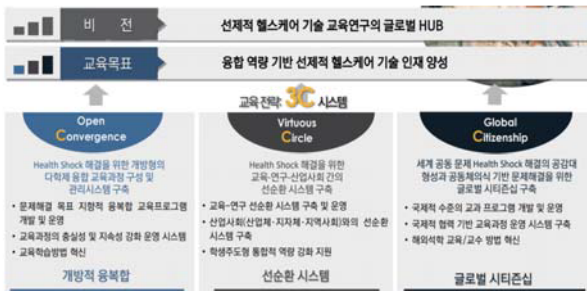 비 전
선제적 헬스케어 기술 교육연구의 글로벌 HUB
교육목표
융합 역량 기반 선제적 헬스케어 기술 인재 양성
교육전략: 3C 시스템
Open
Convergence
Health Shock 해결을 위한 개방형의
다학제 융합 교육과정 구성 및
관리시스템 구축
• 문제해결 목표 지향적 융복합 교육프로그램
개발 및 운영
• 교육과정의 충실성 및 지속성 강화 운영 시스템
• 교육학습방법 혁신
개방적 융복합
Virtuous
Circle
Health Shock 해결을 위한
교육·연구·산업사회 간의
선순환 시스템 구축
• 교육-연구 선순환 시스템 구축 및 운영
• 산업사회(산업체·지자체·지역사회)와의 선순환
시스템 구축
• 학생주도형 통합적 역량 강화 지원
선순환 시스템
Global
Citizenship
세계 공동 문제 Health Shock 해결의 공감대
형성과 공동체의식 기반 문제해결을 위한
글로벌 시티즌십 구축
• 국제적 수준의 교과 프로그램 개발 및 운영
• 국제적 협력 기반 교육과정 운영 시스템 구축
• 해외석학 교육/교수 방법 혁신
글로벌 시티즌십